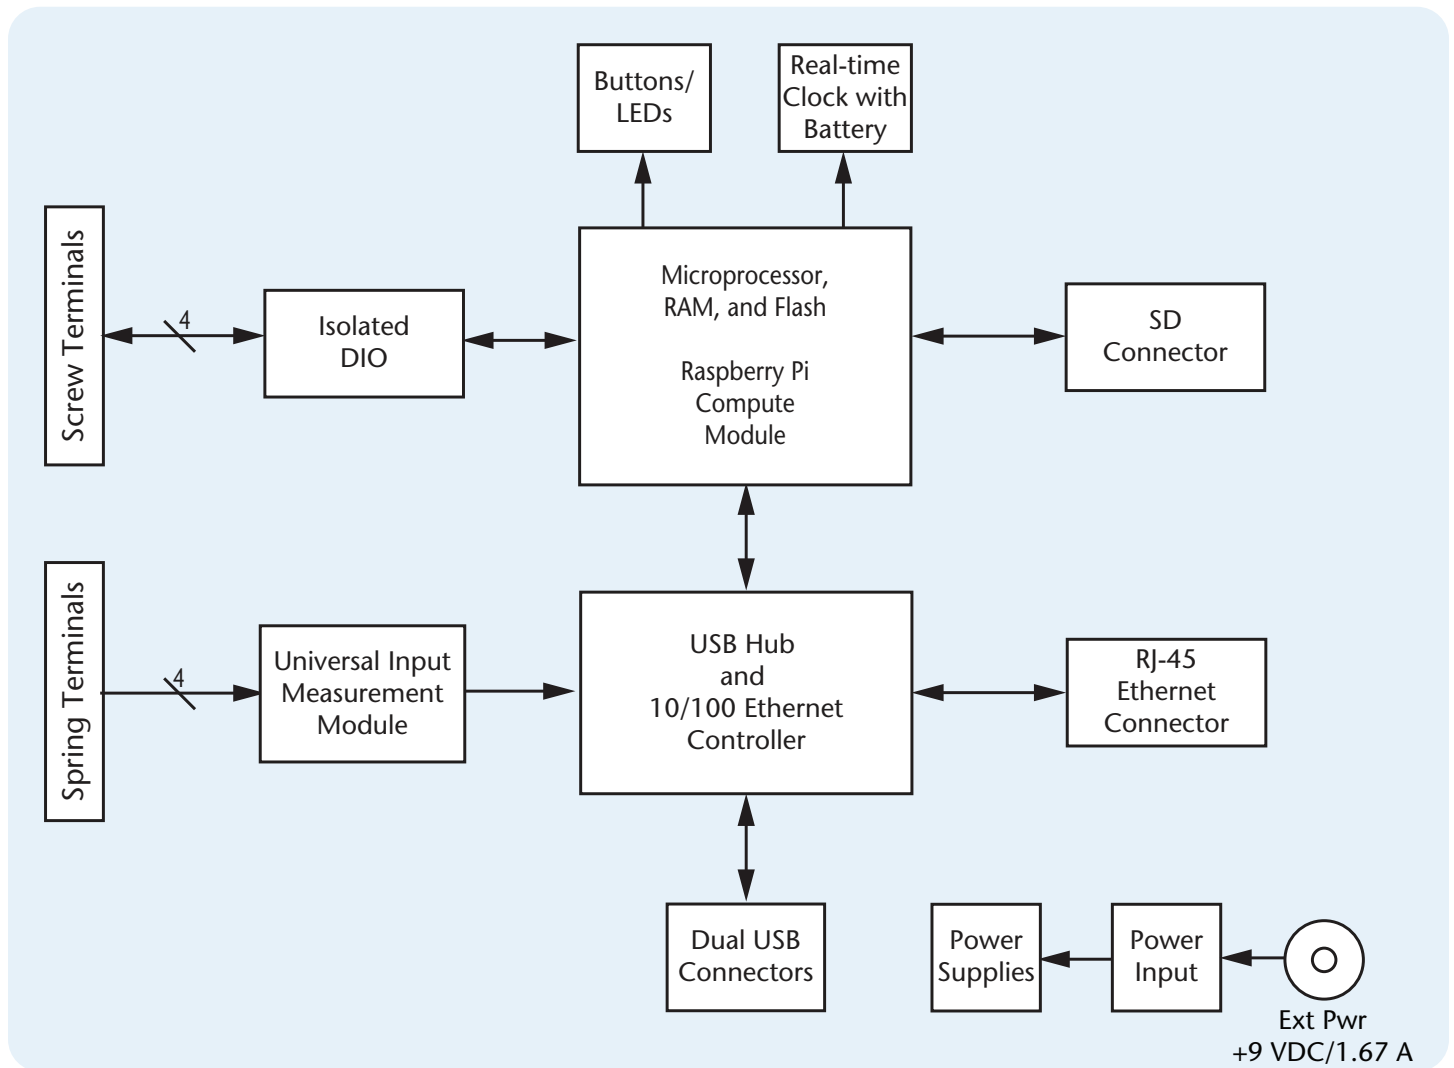 Buttons/
LEDs
Real-time
Clock with
Battery
Screw Terminals
4
Isolated
DIO
Microprocessor,
RAM, and Flash
Raspberry Pi
Compute
Module
SD
Connector
Spring Terminals
4
Universal Input
Measurement
Module
USB Hub
and
10/100 Ethernet
Controller
RJ-45
Ethernet
Connector
Dual USB
Connectors
Power
Supplies
Power
Input
Ext Pwr
+9 VDC/1.67 A